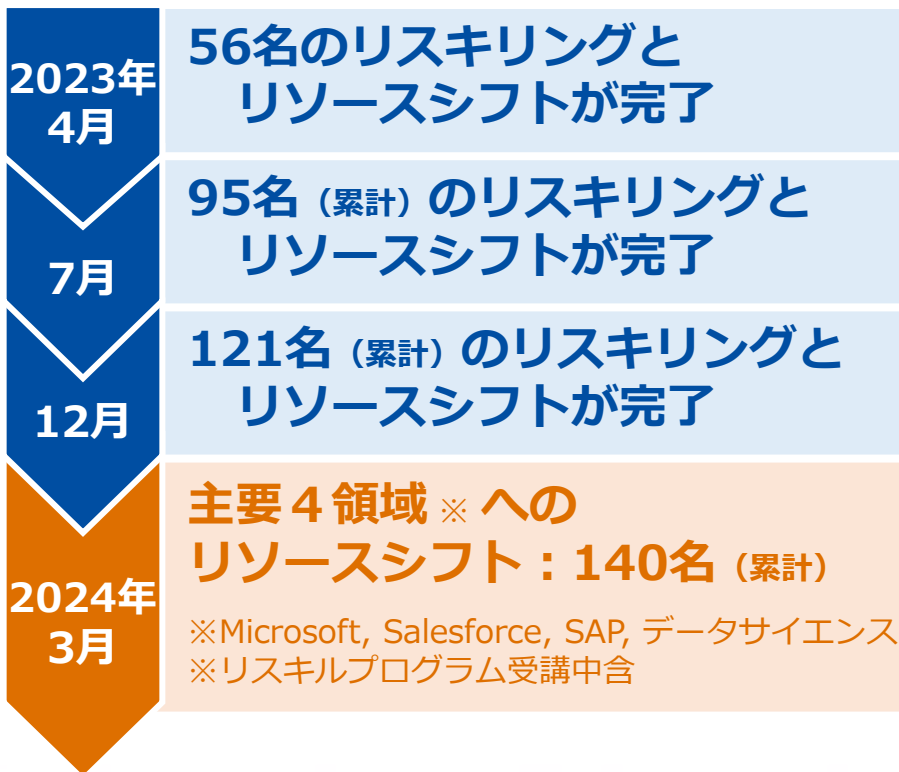 2023年
4月
56名のリスキリングと
リソースシフトが完了
7月
95名（累計）のリスキリングと
リソースシフトが完了
12月
121名（累計）のリスキリングと
リソースシフトが完了
2024年
3月
主要４領域 ※ への
リソースシフト：140名（累計）
※Microsoft, Salesforce, SAP, データサイエンス
※リスキルプログラム受講中含